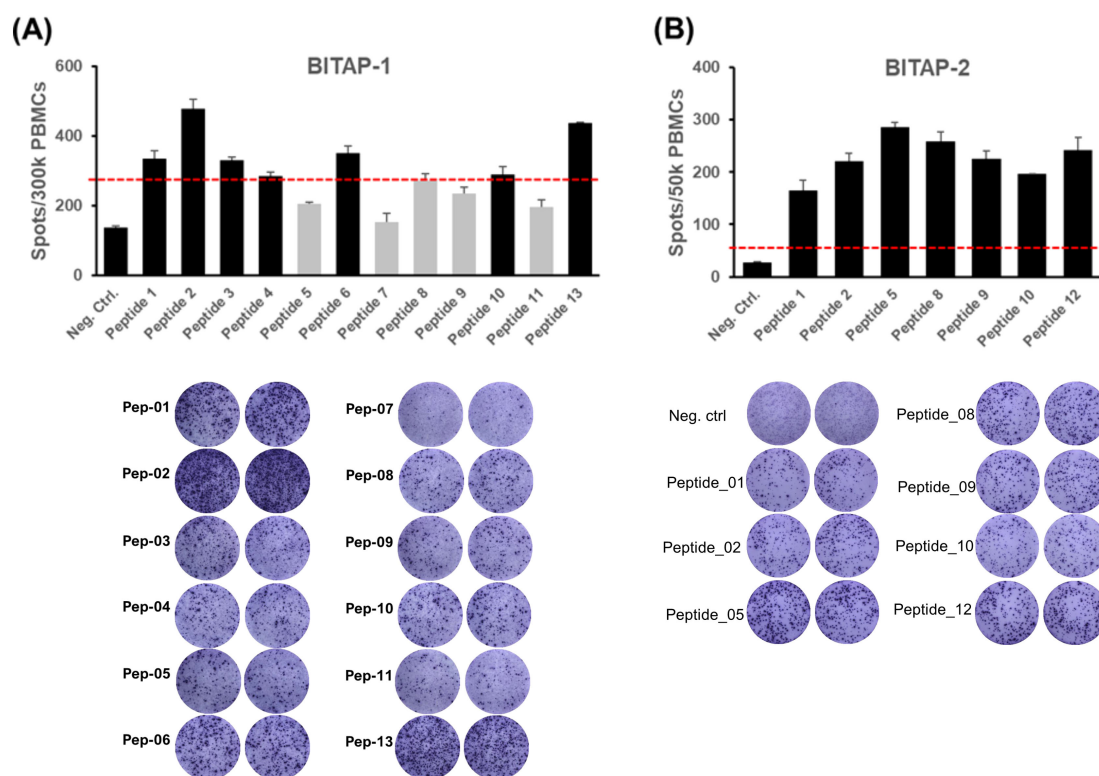 (A)
BITAP-1
Spots/300k PBMCs
600
400
200
0
Neg. Ctrl.
Peptide 1
Peptide 2
Peptide 3
Peptide 4
Peptide 5
Peptide 6
Peptide 7
Peptide 8
Peptide 9
Peptide 10
Peptide 11
Peptide 13
Pep-01
Pep-02
Pep-03
Pep-04
Pep-05
Pep-06
Pep-07
Pep-08
Pep-09
Pep-10
Pep-11
Pep-13
(B)
BITAP-2
Spots/50k PBMCs
400
300
200
100
0
Neg. Ctrl.
Peptide 1
Peptide 2
Peptide 5
Peptide 8
Peptide 9
Peptide 10
Peptide 12
Neg. ctrl
Peptide_01
Peptide_02
Peptide_05
Peptide_08
Peptide_09
Peptide_10
Peptide_12